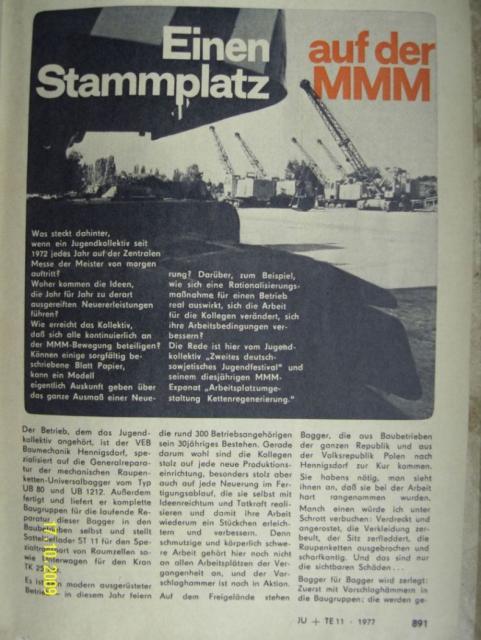 Einen
Stammplatz
auf der
MMM
Was steckt dahinter,
wenn ein Jugendkollektiv seit
1972 jedes Jahr auf der Zentralen
Messe der Meister von morgen
auftritt?
Woher kommen die Ideen,
die Jahr für Jahr zu derart
ausgereiften Neuererleistungen
führen?
Wie erreicht das Kollektiv,
daß sich alle kontinuierlich an
der MMM-Bewegung beteiligen?
Können einige sorgfältig be-
schriebene Blatt Papier,
kann ein Modell
eigentlich Auskunft geben über
das ganze Ausmaß einer Neue-
rung? Darüber, zum Beispiel,
wie sich eine Rationalisierungs-
maßnahme für einen Betrieb
real auswirkt, sich die Arbeit
für die Kollegen verändert, sich
ihre Arbeitsbedingungen ver-
bessern?
Die Rede ist hier vom Jugend-
kollektiv „Zweites deutsch-
sowjetisches Jugendfestival" und
seinem diesjährigen MMM-
Exponat „Arbeitsplatzumge-
staltung Kettenregenerierung."
Der Betrieb, dem das Jugend-
kollektiv angehört, ist der VEB
Baumechanik Hennigsdorf, spe-
zialisiert auf die Generalrepara-
tur der mechanischen Raupen-
ketten-Universalbagger vom Typ
UB 80 und UB 1212. Außerdem
fertigt und liefert er komplette
Baugruppen für die laufende Re-
paratur dieser Bagger in den
selbst und stellt
ST 11 für den Spe-
von Raumzellen so-
wie für den Kran
TK
Es ist modern ausgerüsteter
in diesem Jahr feiern
die rund 300 Betriebsangehörigen
sein 30jähriges Bestehen. Gerade
darum wohl sind die Kollegen
stolz auf jede neue Produktions-
einrichtung, besonders stolz aber
auch auf jede Neuerung im Fer-
tigungsablauf, die sie selbst mit
Ideenreichtum und Tatkraft reali-
sieren und damit ihre Arbeit
wiederum ein Stückchen erleich-
tern und verbessern. Denn
schmutzige und körperlich schwe-
re Arbeit gehört hier noch nicht
an allen Arbeitsplätzen der Ver-
gangenheit an, und der Vor-
schlaghammer ist noch in Aktion.
Auf dem Freigelände stehen
Bagger, die aus Baubetrieben
der ganzen Republik und aus
der Volksrepublik Polen nach
Hennigsdorf zur Kur kommen.
Sie habens nötig, man sieht
ihnen an, daß sie bei der Arbeit
hart rangenommen wurden.
Manch einen würde ich unter
Schrott verbuchen: Verdreckt und
angerostet, die Verkleidung zer-
beult, der Sitz zerfleddert, die
Raupenketten ausgebrochen und
scharfkantig. Und das sind nur
die sichtbaren Schäden . . .
Bagger für Bagger wird zerlegt:
Zuerst mit Vorschlaghämmern in
die Baugruppen; die werden ge-
JU + TE 11 · 1977 891